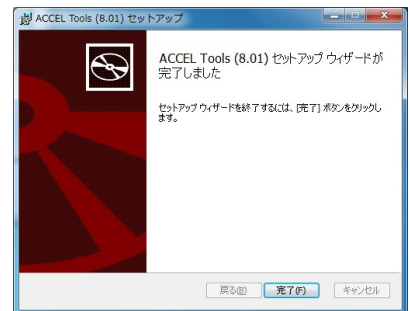 ACCEL Tools (8.01) セットアップ
ACCEL Tools (8.01) セットアップ ウィザードが
完了しました
セットアップ ウィザードを終了するには、[完了] ボタンをクリックし
ます。
戻る(B) 完了(F) キャンセル